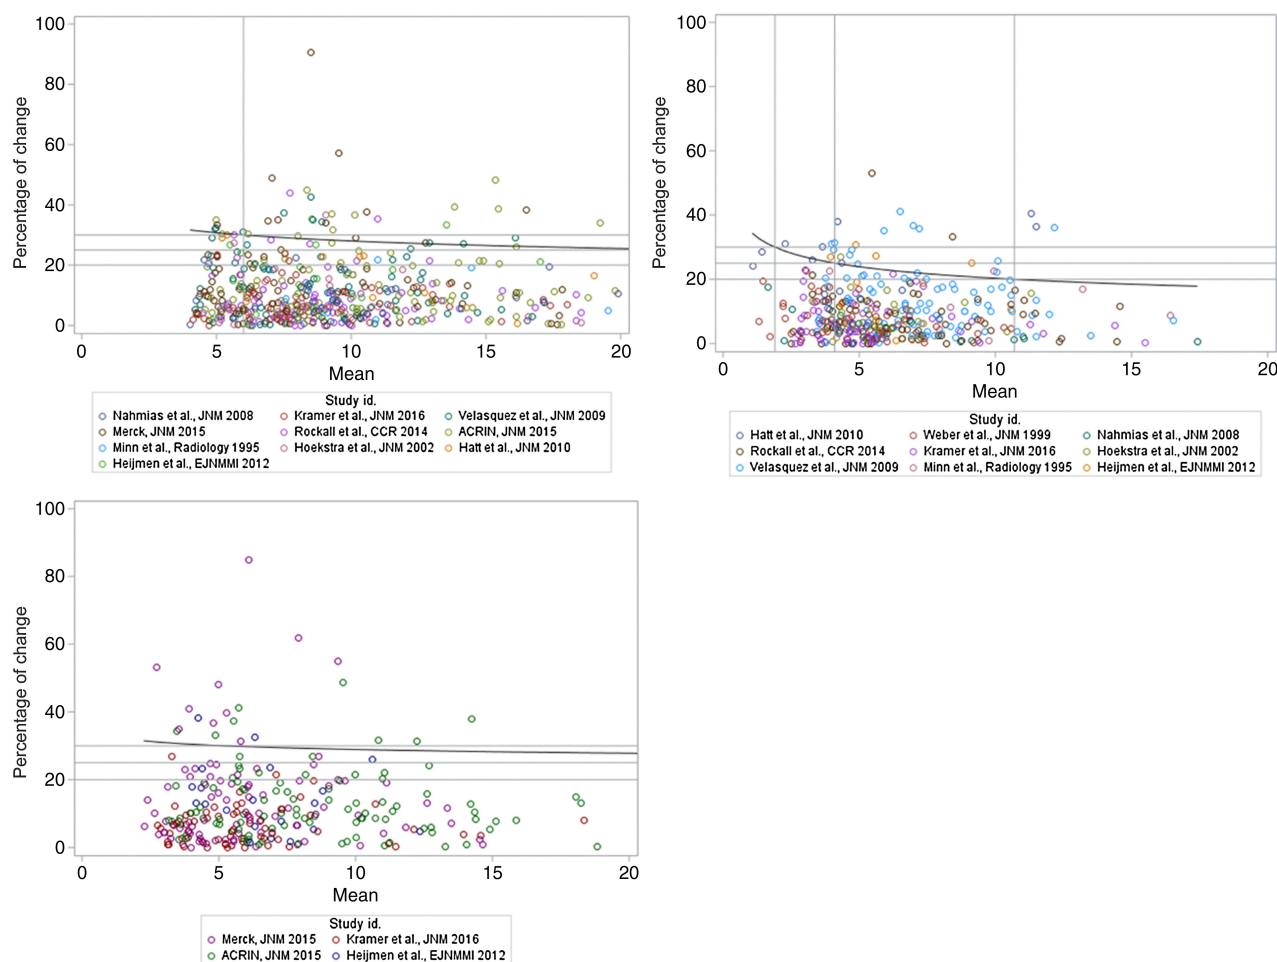 100
80
60
40
20
0
Percentage of change
0 5 10 15 20
Mean
Study id.
Nahmias et al., JNM 2008 Kramer et al., JNM 2016 Velasquez et al., JNM 2009
Merck, JNM 2015 Rockall et al., CCR 2014 ACRIN, JNM 2015
Minn et al., Radiology 1995 Hoekstra et al., JNM 2002 Hatt et al., JNM 2010
Heijmen et al., EJNMMI 2012
100
80
60
40
20
0
Percentage of change
0 5 10 15 20
Mean
Study id.
Hatt et al., JNM 2010 Weber et al., JNM 1999 Nahmias et al., JNM 2008
Rockall et al., CCR 2014 Kramer et al., JNM 2016 Hoekstra et al., JNM 2002
Velasquez et al., JNM 2009 Minn et al., Radiology 1995 Heijmen et al., EJNMMI 2012
100
80
60
40
20
0
Percentage of change
0 5 10 15 20
Mean
Study id.
Merck, JNM 2015 Kramer et al., JNM 2016
ACRIN, JNM 2015 Heijmen et al., EJNMMI 2012